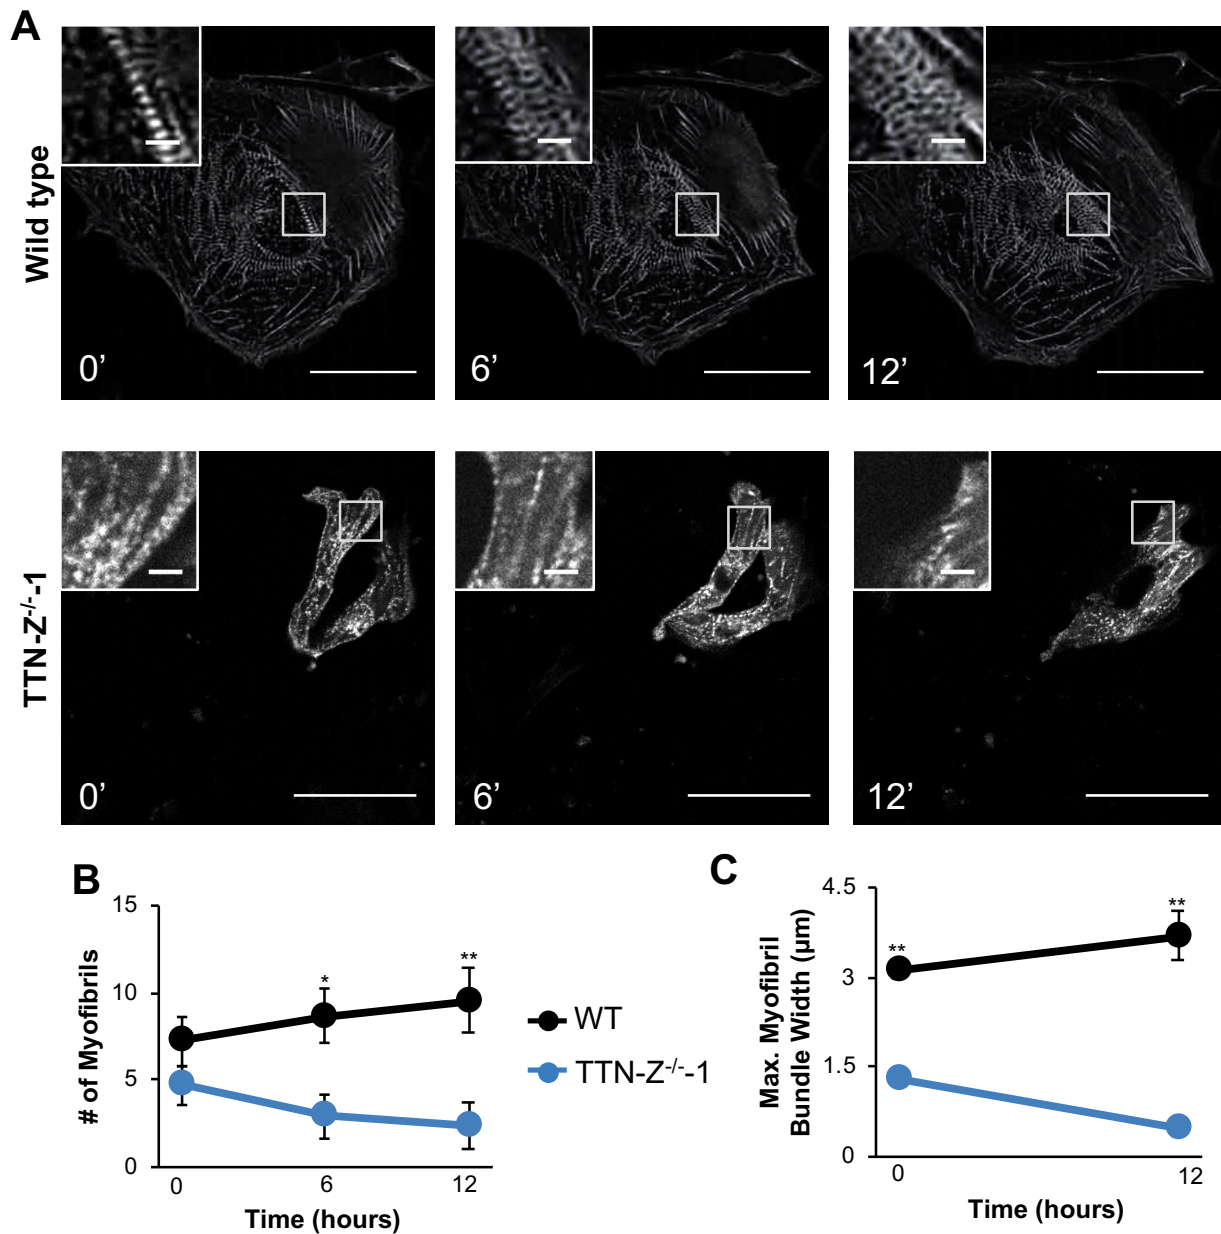 A
Wild type
0’
6’
12’
TTN-Z⁻/⁻-1
0’
6’
12’
B
# of Myofibrils
15
10
5
0
*
**
0
6
12
Time (hours)
WT
TTN-Z⁻/⁻-1
C
Max. Myofibril
Bundle Width (µm)
4.5
3
1.5
0
**
**
0
12
Time (hours)